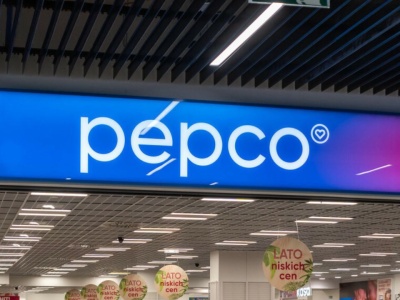 pepco
LATO
niskich
cen
LATO
niskich
cen